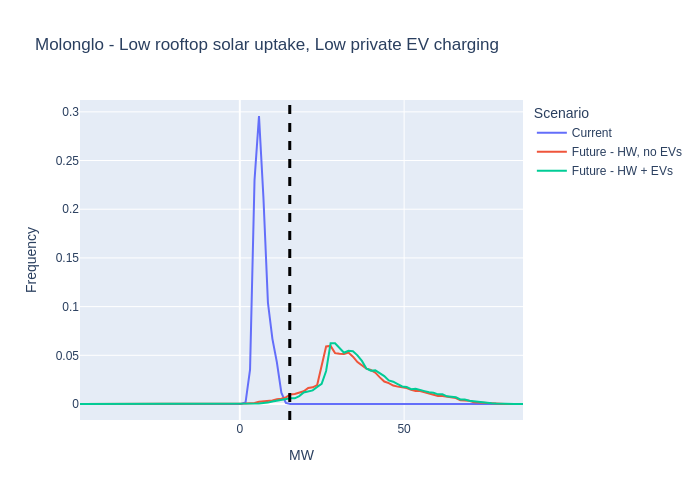 Molonglo - Low rooftop solar uptake, Low private EV charging
Scenario
Current
Future - HW, no EVs
Future - HW + EVs
Frequency
0.3
0.25
0.2
0.15
0.1
0.05
0
0
50
MW